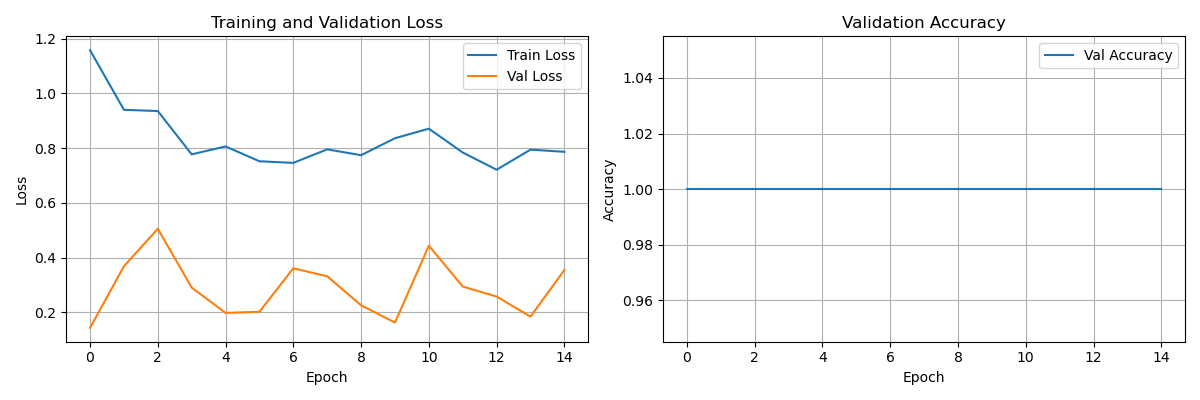 Training and Validation Loss
1.2
1.0
0.8
0.6
0.4
0.2
Loss
Train Loss
Val Loss
0 2 4 6 8 10 12 14
Epoch
Validation Accuracy
1.04
1.02
1.00
0.98
0.96
Accuracy
Val Accuracy
0 2 4 6 8 10 12 14
Epoch